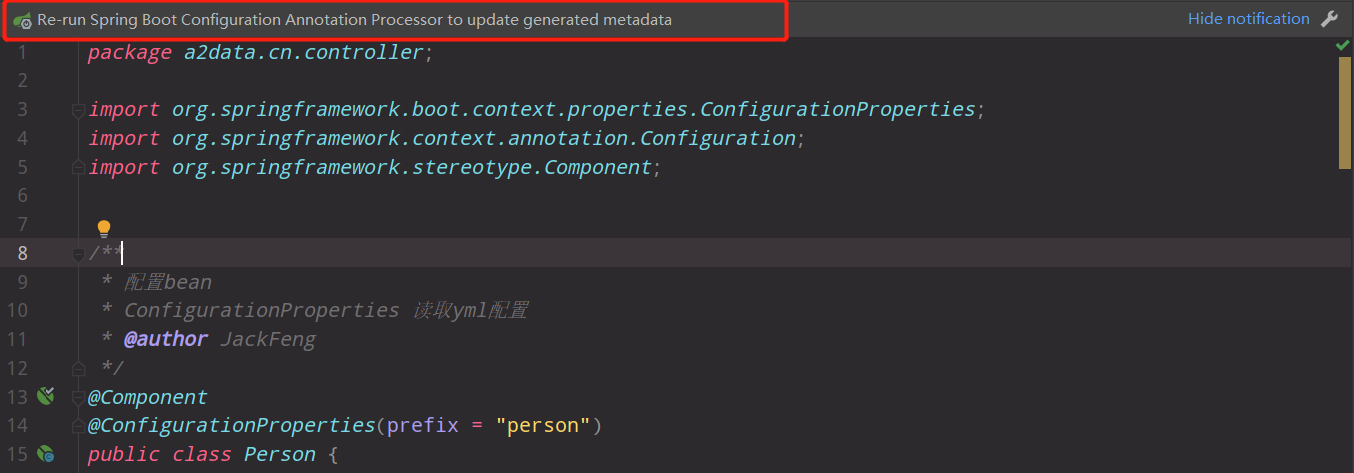 Re-run Spring Boot Configuration Annotation Processor to update generated metadata Hide notification
1 package a2data.cn.controller;
2
3 import org.springframework.boot.context.properties.ConfigurationProperties;
4 import org.springframework.context.annotation.Configuration;
5 import org.springframework.stereotype.Component;
6
7
8 /**
9 * 配置bean
10 * ConfigurationProperties 读取yml配置
11 * @author JackFeng
12 */
13 @Component
14 @ConfigurationProperties(prefix = "person")
15 public class Person {